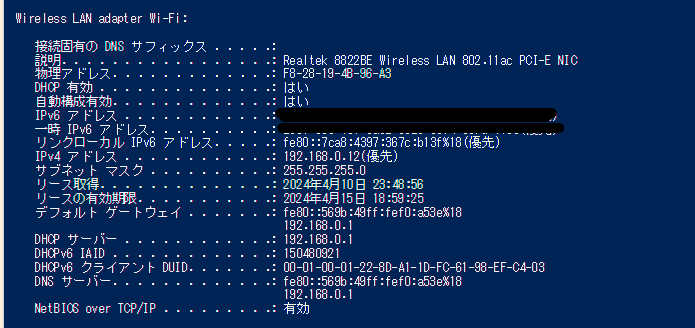 Wireless LAN adapter Wi-Fi:
接続固有の DNS サフィックス . . . . .:
説明. . . . . . . . . . . . . . . . .: Realtek 8822BE Wireless LAN 802.11ac PCI-E NIC
物理アドレス. . . . . . . . . . . . .: F8-28-19-4B-96-A3
DHCP 有効 . . . . . . . . . . . . . .: はい
自動構成有効. . . . . . . . . . . . .: はい
IPv6 アドレス . . . . . . . . . . . .:
一時 IPv6 アドレス. . . . . . . . . .: (優先)
リンクローカル IPv6 アドレス. . . . .: fe80::7ca8:4397:367c:b13f%18(優先)
IPv4 アドレス . . . . . . . . . . . .: 192.168.0.12(優先)
サブネット マスク . . . . . . . . . .: 255.255.255.0
リース取得. . . . . . . . . . . . . .: 2024年4月10日 23:48:56
リースの有効期限. . . . . . . . . . .: 2024年4月15日 18:59:25
デフォルト ゲートウェイ . . . . . . .: fe80::569b:49ff:fef0:a53e%18
192.168.0.1
DHCP サーバー . . . . . . . . . . . .: 192.168.0.1
DHCPv6 IAID . . . . . . . . . . . . .: 150480921
DHCPv6 クライアント DUID. . . . . . . .: 00-01-00-01-22-8D-A1-1D-FC-61-98-EF-C4-03
DNS サーバー. . . . . . . . . . . . .: fe80::569b:49ff:fef0:a53e%18
192.168.0.1
NetBIOS over TCP/IP . . . . . . . . .: 有効